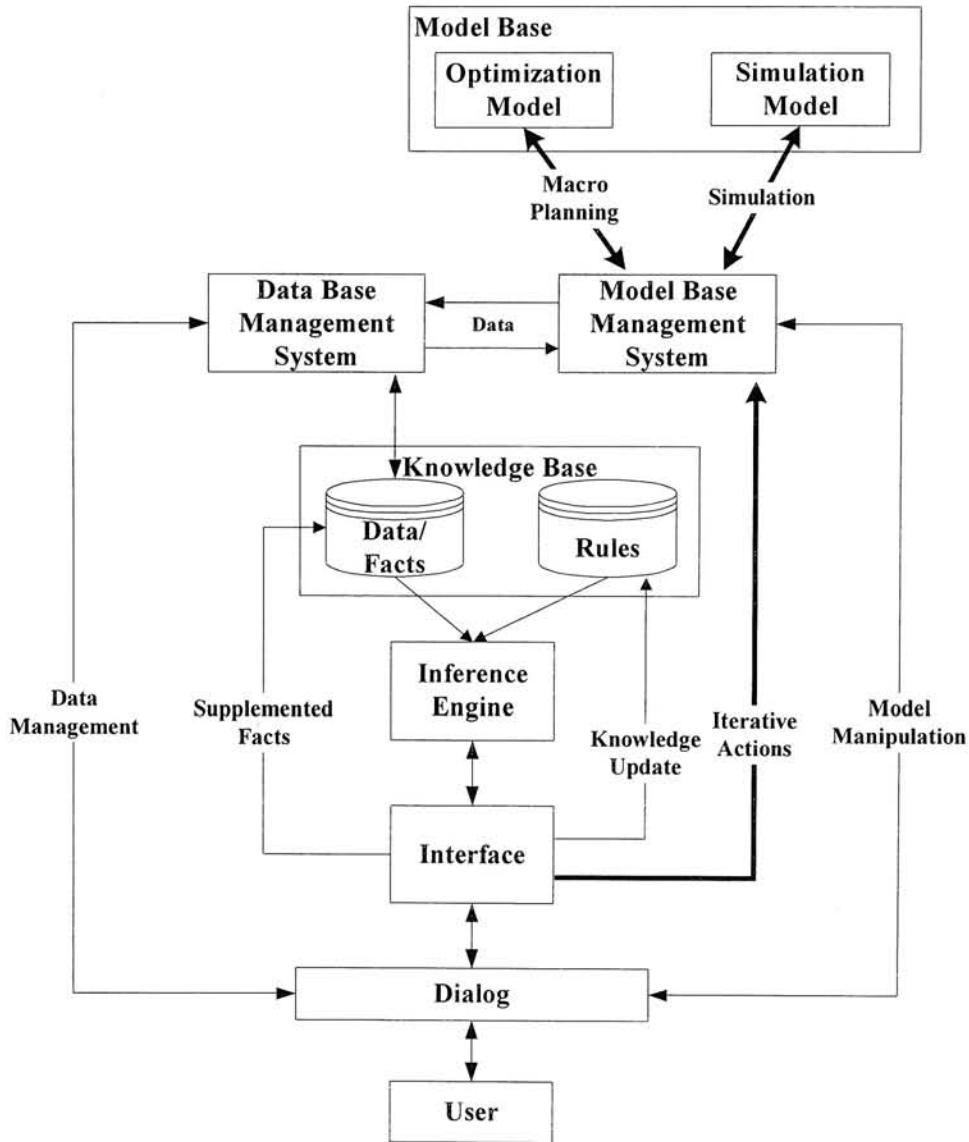 Model Base
Optimization
Model
Simulation
Model
Macro
Planning
Simulation
Data Base
Management
System
Data
Model Base
Management
System
Knowledge Base
Data/
Facts
Rules
Inference
Engine
Data
Management
Supplemented
Facts
Knowledge
Update
Iterative
Actions
Model
Manipulation
Interface
Dialog
User